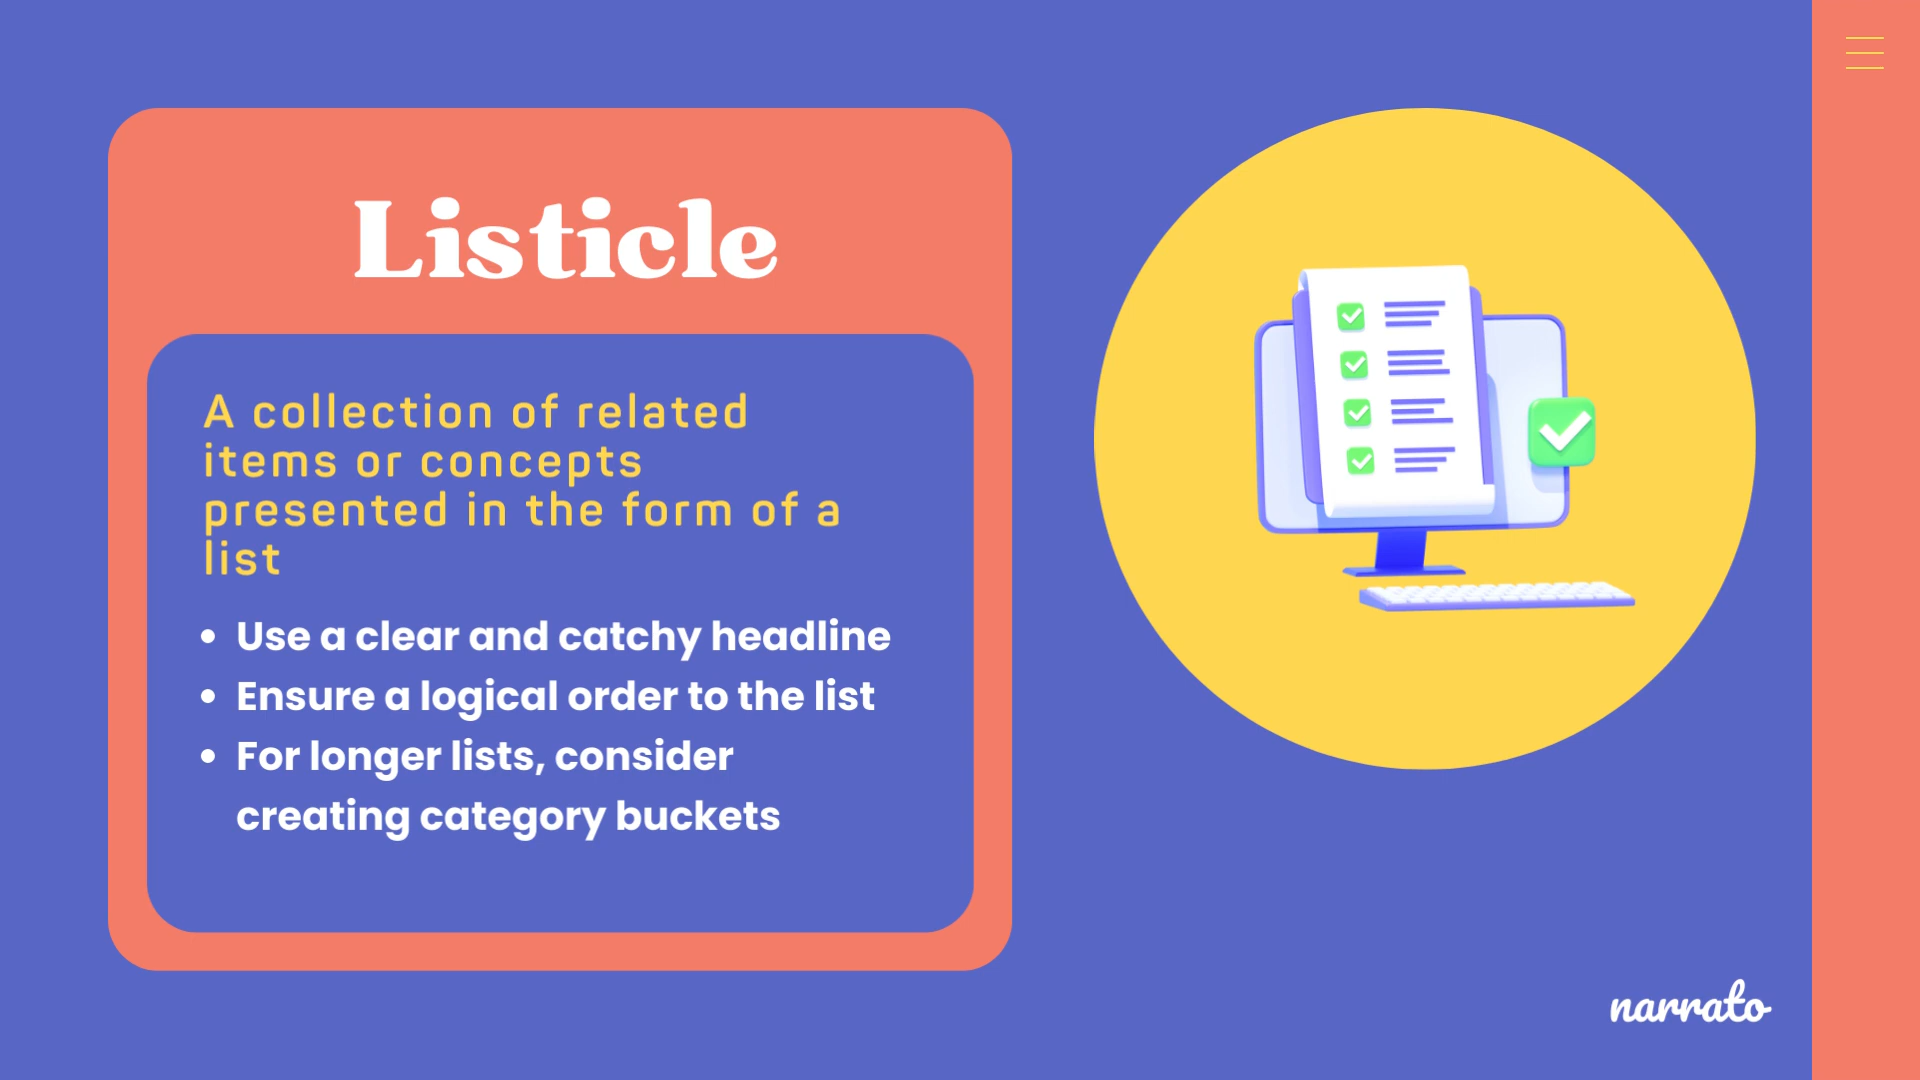 Listicle
A collection of related
items or concepts
presented in the form of a
list
• Use a clear and catchy headline
• Ensure a logical order to the list
• For longer lists, consider
creating category buckets
narrato